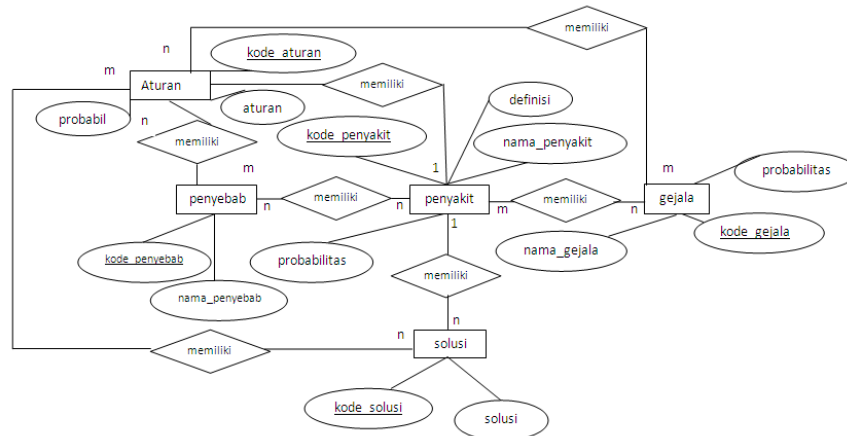 memiliki
n
kode_aturan
m
Aturan
memiliki
probabil
n
aturan
definisi
memiliki
kode_penyakit
nama_penyakit
m
1
m
probabilitas
penyebab
n
memiliki
n
penyakit
m
memiliki
n
gejala
1
kode_penyebab
probabilitas
nama_gejala
kode_gejala
memiliki
nama_penyebab
n
n
memiliki
solusi
kode_solusi
solusi